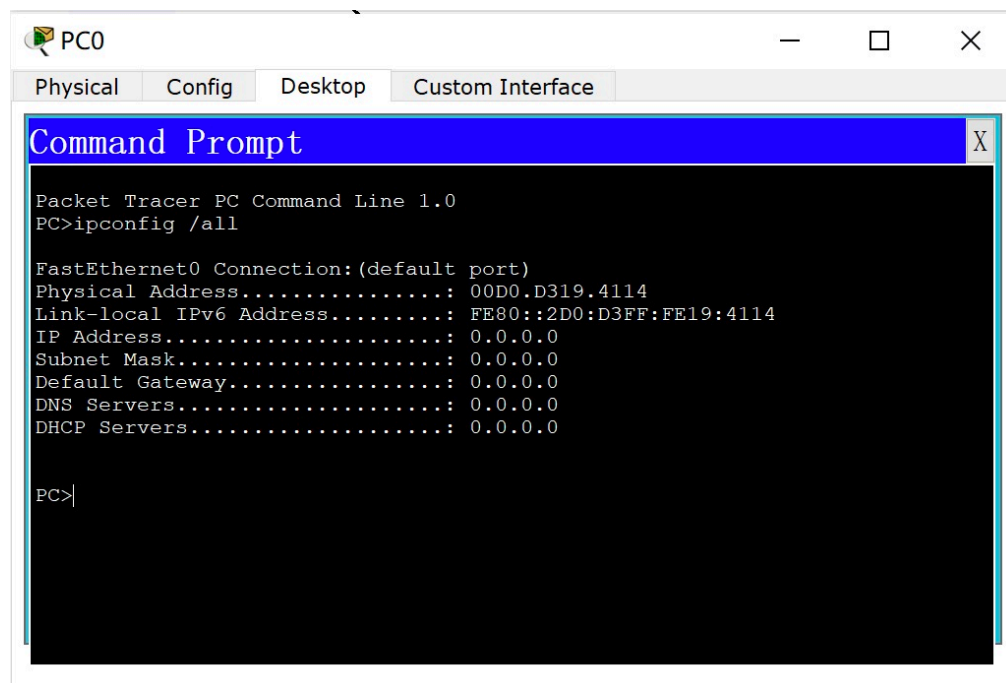 PC0
Physical Config Desktop Custom Interface
Command Prompt X
Packet Tracer PC Command Line 1.0
PC>ipconfig /all
FastEthernet0 Connection:(default port)
Physical Address................: 00D0.D319.4114
Link-local IPv6 Address.........: FE80::2D0:D3FF:FE19:4114
IP Address......................: 0.0.0.0
Subnet Mask.....................: 0.0.0.0
Default Gateway.................: 0.0.0.0
DNS Servers.....................: 0.0.0.0
DHCP Servers....................: 0.0.0.0
PC>